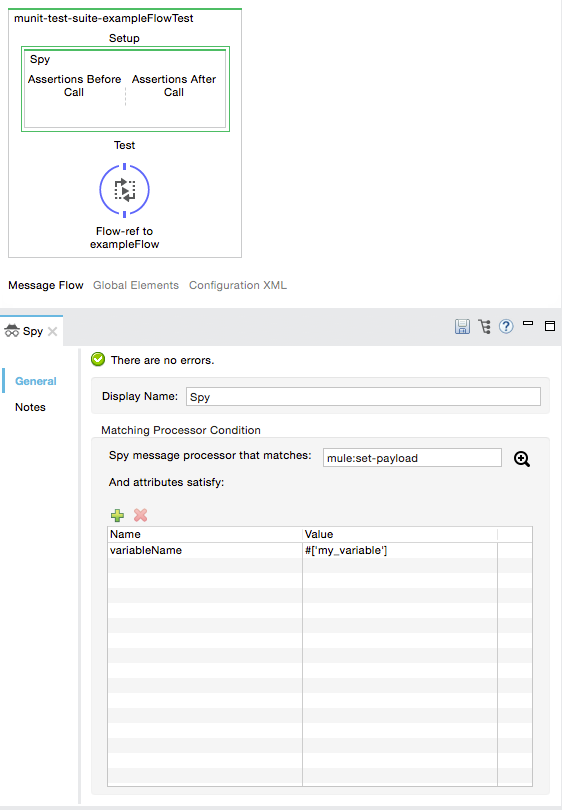 munit-test-suite-exampleFlowTest
Setup
Spy
Assertions Before Call
Assertions After Call
Test
Flow-ref to
exampleFlow
Message Flow Global Elements Configuration XML
Spy
There are no errors.
General
Notes
Display Name: Spy
Matching Processor Condition
Spy message processor that matches: mule:set-payload
And attributes satisfy:
Name Value
variableName #['my_variable']